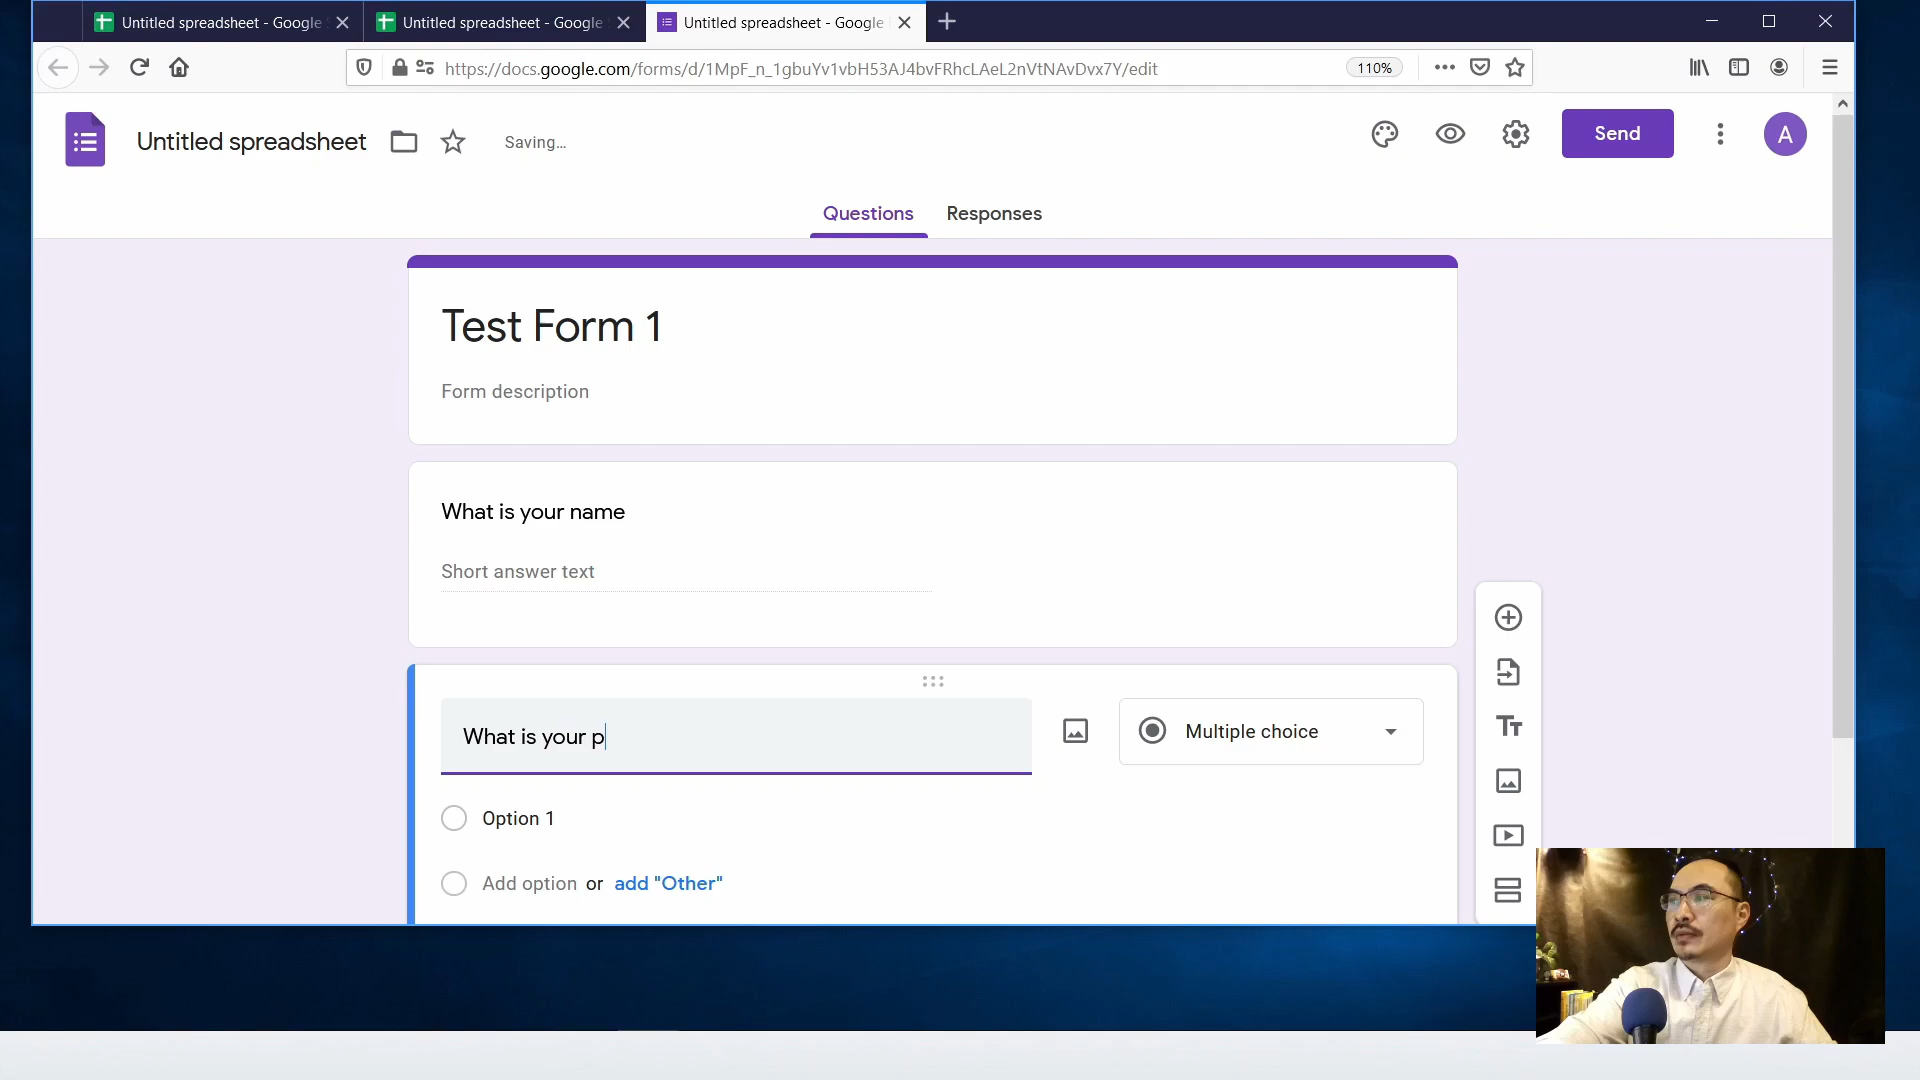 Untitled spreadsheet - Google
Untitled spreadsheet - Google
Untitled spreadsheet - Google
https://docs.google.com/forms/d/1MpF_n_1gbuYv1vbH53AJ4bvFRhcLAeL2nVtNAvDvx7Y/edit
110%
Untitled spreadsheet
Saving...
Send
A
Questions
Responses
Test Form 1
Form description
What is your name
Short answer text
What is your p
Multiple choice
Option 1
Add option or add "Other"
Tt